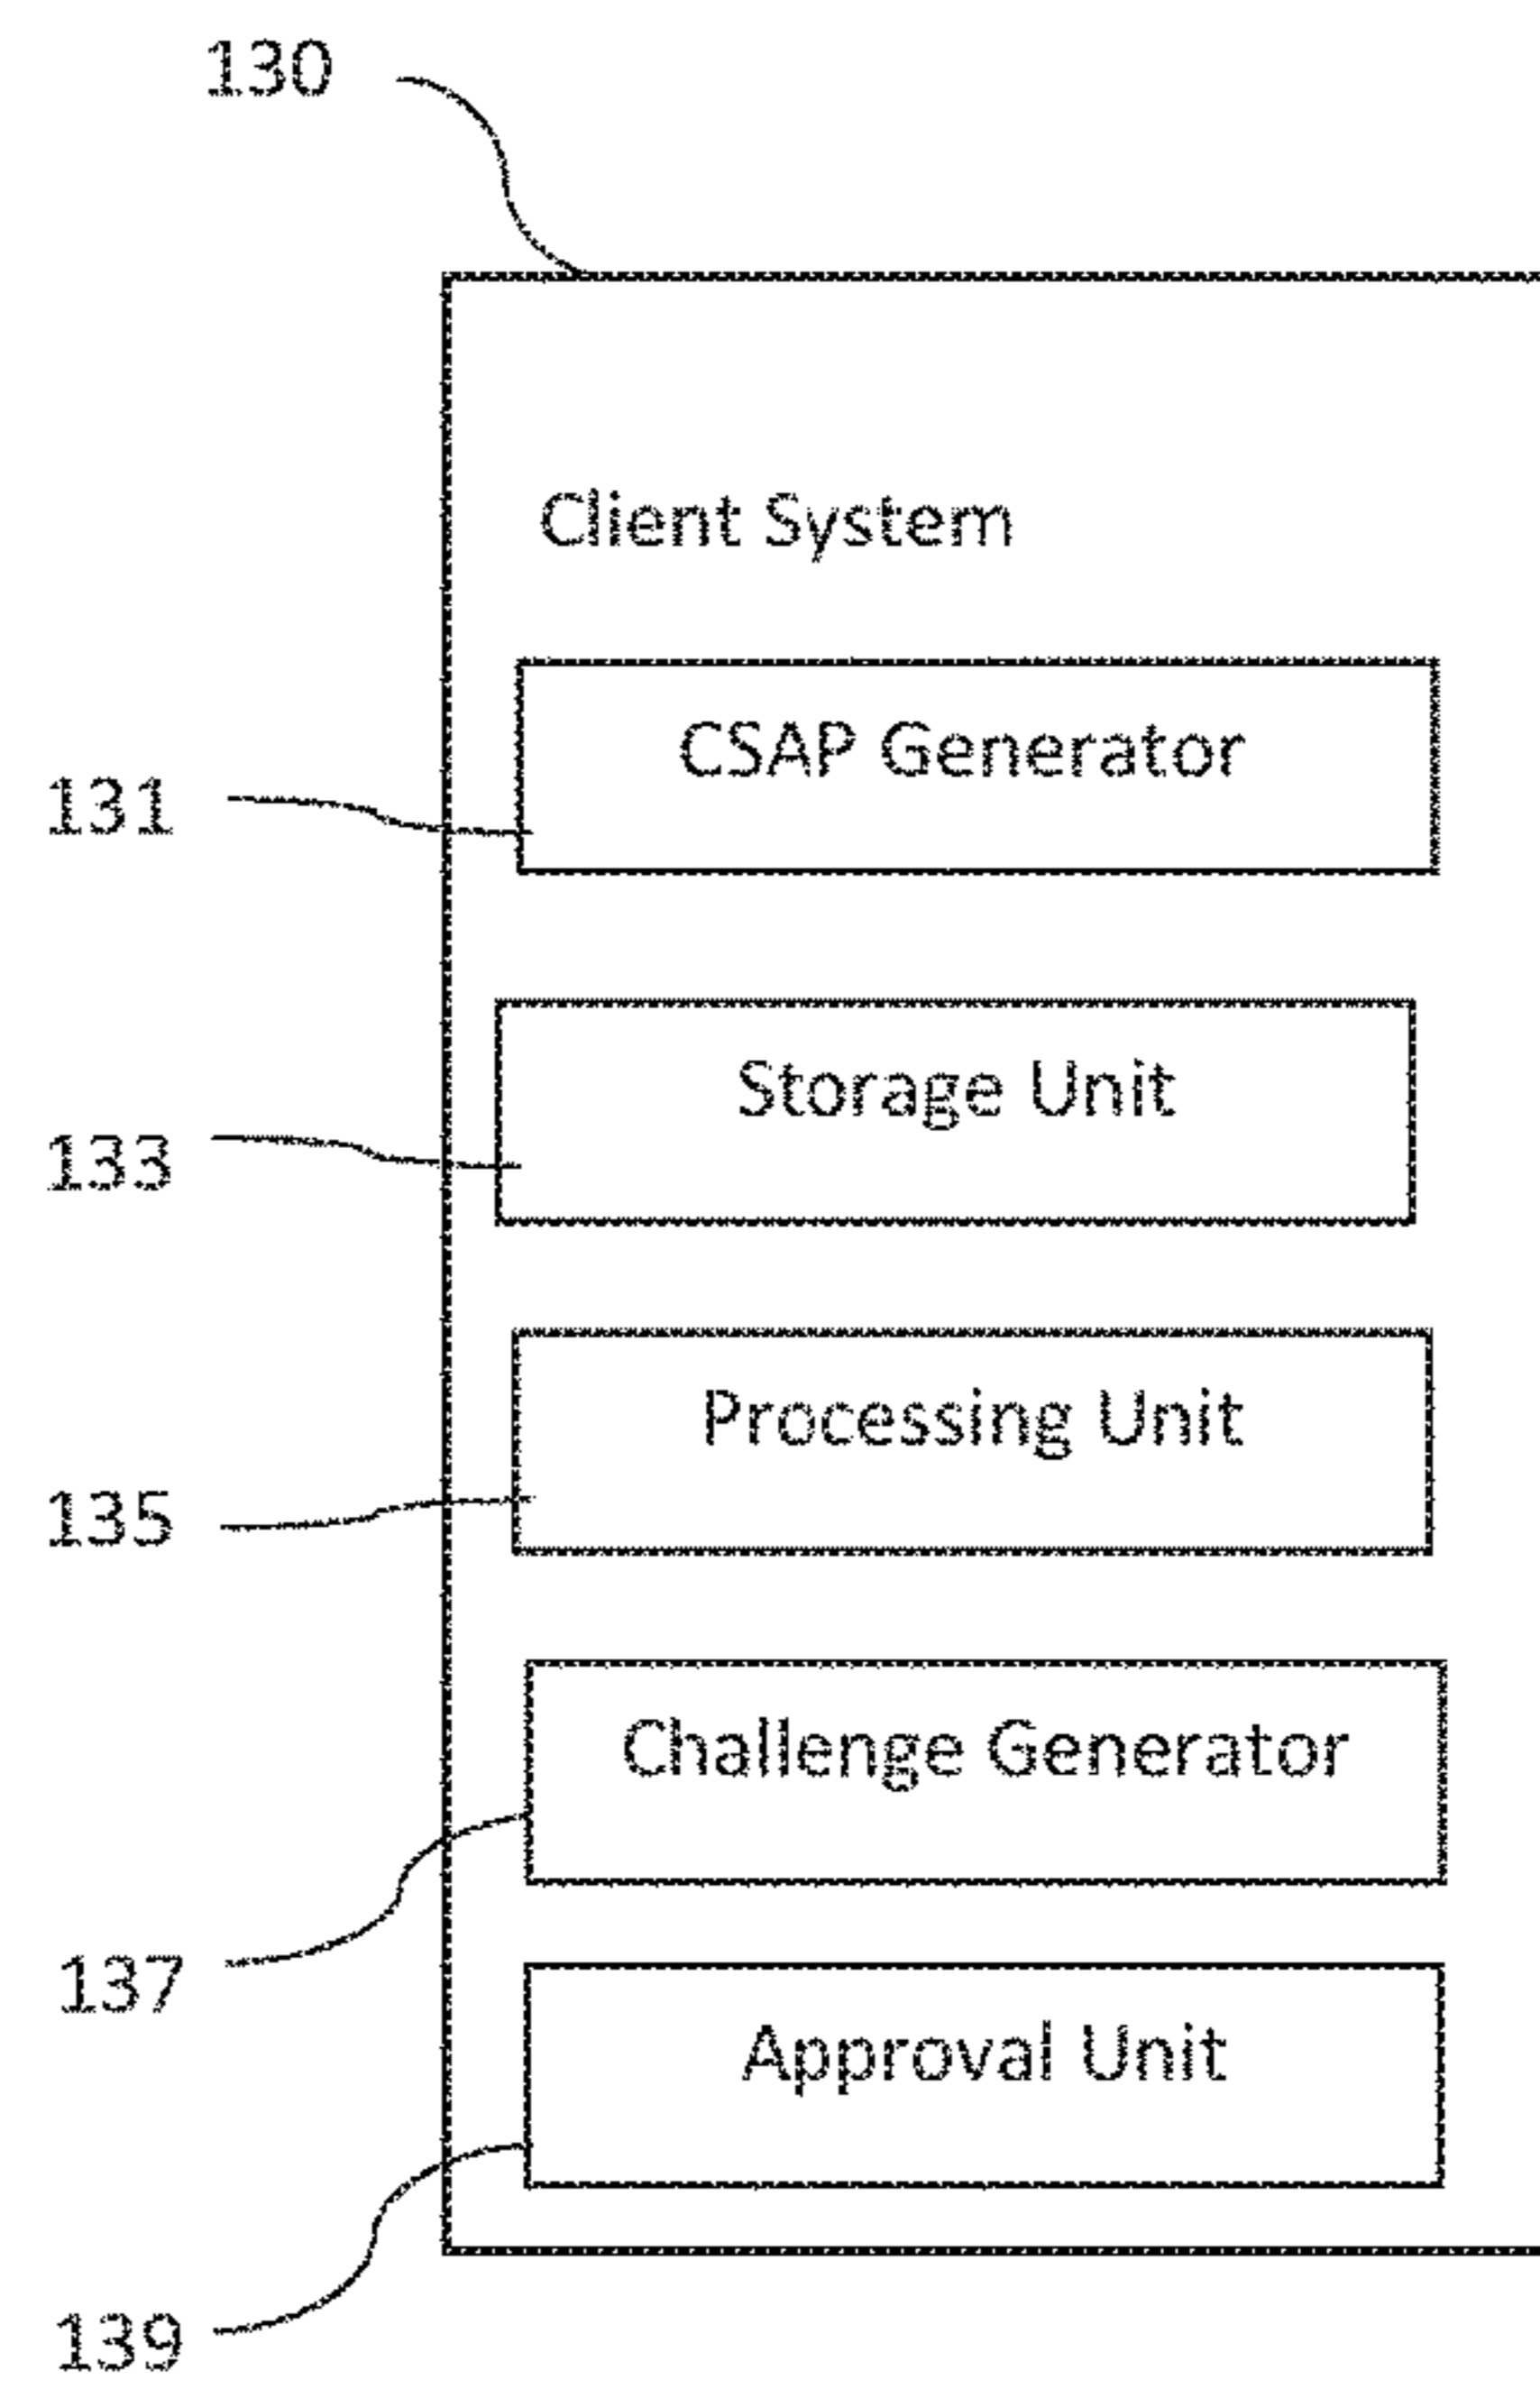 130
Client System
CSAP Generator
131
Storage Unit
133
Processing Unit
135
Challenge Generator
137
Approval Unit
139